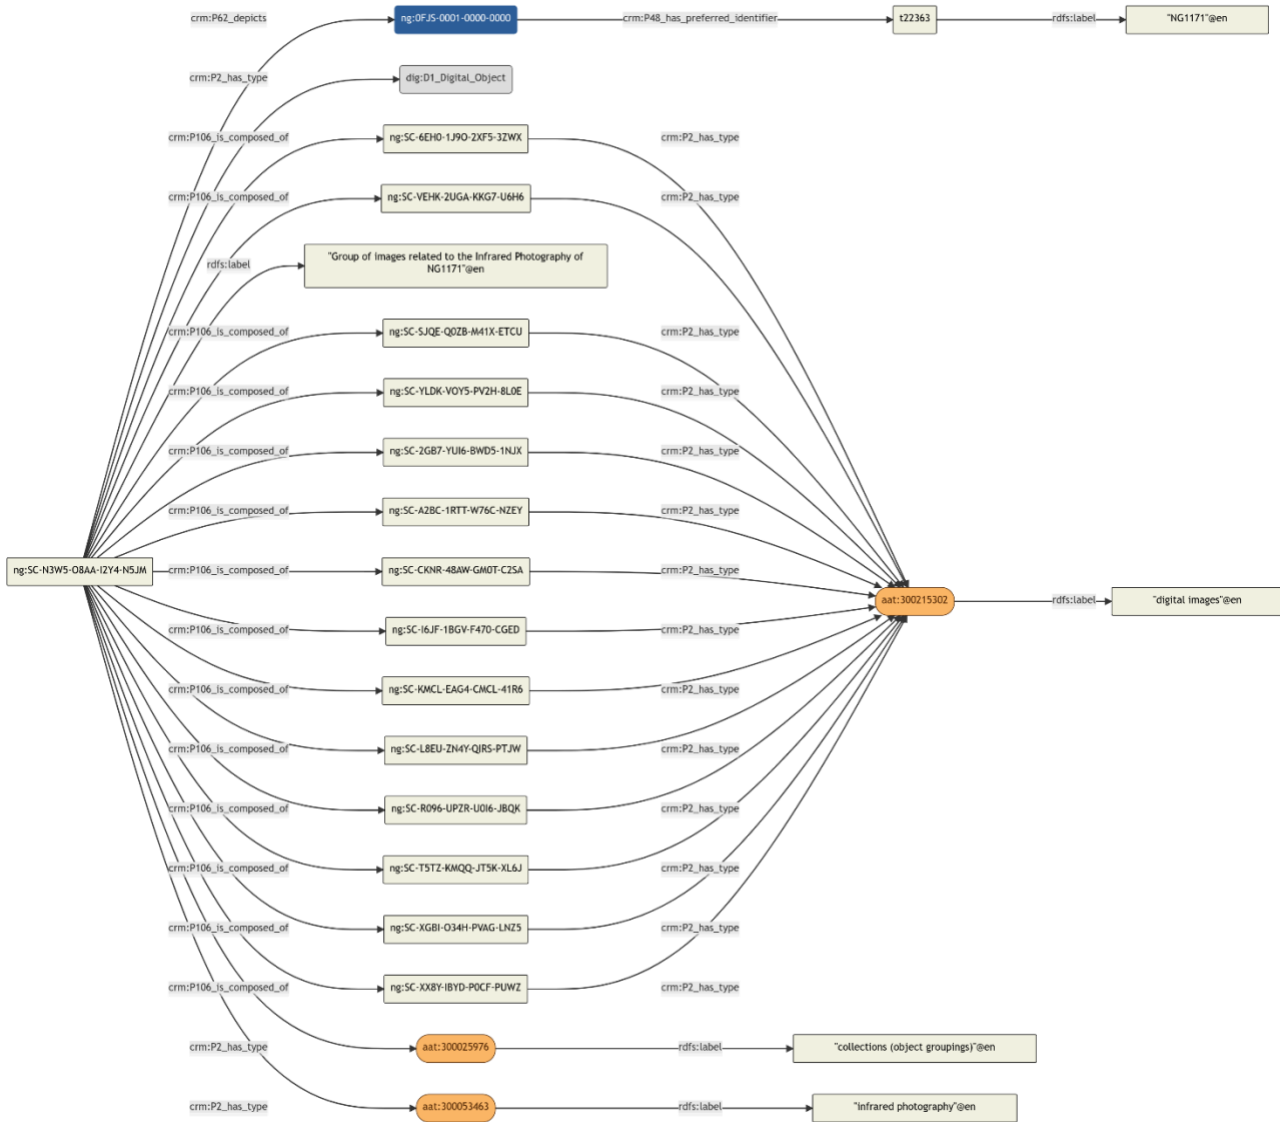 crm:P62_depicts
ng:0FJS-0001-0000-0000
crm:P48_has_preferred_identifier
t22363
rdfs:label
"NG1171"@en
crm:P2_has_type
dig:D1_Digital_Object
crm:P106_is_composed_of
ng:SC-6EH0-1J9O-2XF5-3ZWX
crm:P2_has_type
crm:P106_is_composed_of
ng:SC-VEHK-2UGA-KKG7-U6H6
crm:P2_has_type
rdfs:label
"Group of images related to the Infrared Photography of
NG1171"@en
crm:P106_is_composed_of
ng:SC-SJQE-Q0ZB-M41X-ETCU
crm:P2_has_type
crm:P106_is_composed_of
ng:SC-YLDK-VOY5-PV2H-8L0E
crm:P2_has_type
crm:P106_is_composed_of
ng:SC-2GB7-YUI6-BWD5-1NJX
crm:P2_has_type
crm:P106_is_composed_of
ng:SC-A2BC-1RTT-W76C-NZEY
crm:P2_has_type
ng:SC-N3W5-O8AA-I2Y4-N5JM
crm:P106_is_composed_of
ng:SC-CKNR-48AW-GM0T-C2SA
crm:P2_has_type
aat:300215302
rdfs:label
"digital images"@en
crm:P106_is_composed_of
ng:SC-I6JF-1BGV-F470-CGED
crm:P2_has_type
crm:P106_is_composed_of
ng:SC-KMCL-EAG4-CMCL-41R6
crm:P2_has_type
crm:P106_is_composed_of
ng:SC-L8EU-ZN4Y-QIRS-PTJW
crm:P2_has_type
crm:P106_is_composed_of
ng:SC-R096-UPZR-U0I6-JBQK
crm:P2_has_type
crm:P106_is_composed_of
ng:SC-T5TZ-KMQQ-JT5K-XL6J
crm:P2_has_type
crm:P106_is_composed_of
ng:SC-XGBI-O34H-PVAG-LNZ5
crm:P2_has_type
crm:P106_is_composed_of
ng:SC-XX8Y-IBYD-P0CF-PUWZ
crm:P2_has_type
crm:P2_has_type
aat:300025976
rdfs:label
"collections (object groupings)"@en
crm:P2_has_type
aat:300053463
rdfs:label
"infrared photography"@en